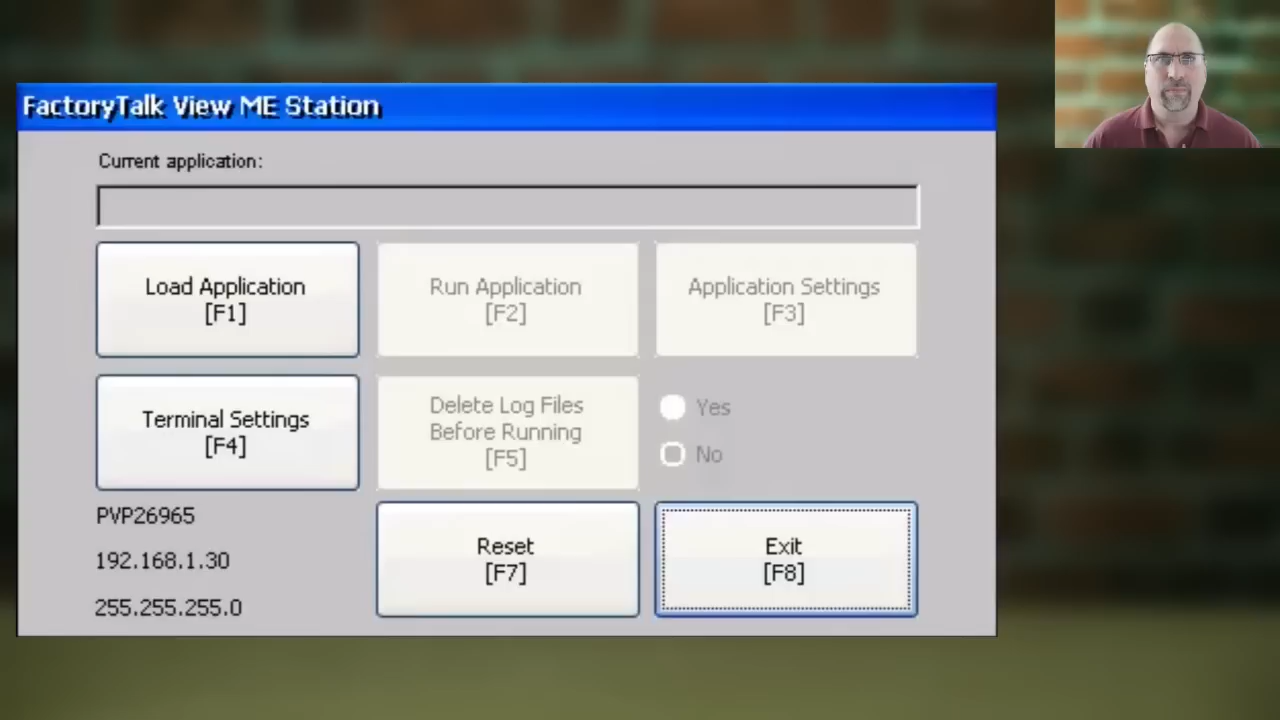 FactoryTalk View ME Station
Current application:
Load Application
[F1]
Run Application
[F2]
Application Settings
[F3]
Terminal Settings
[F4]
Delete Log Files
Before Running
[F5]
Yes
No
PVP26965
192.168.1.30
255.255.255.0
Reset
[F7]
Exit
[F8]